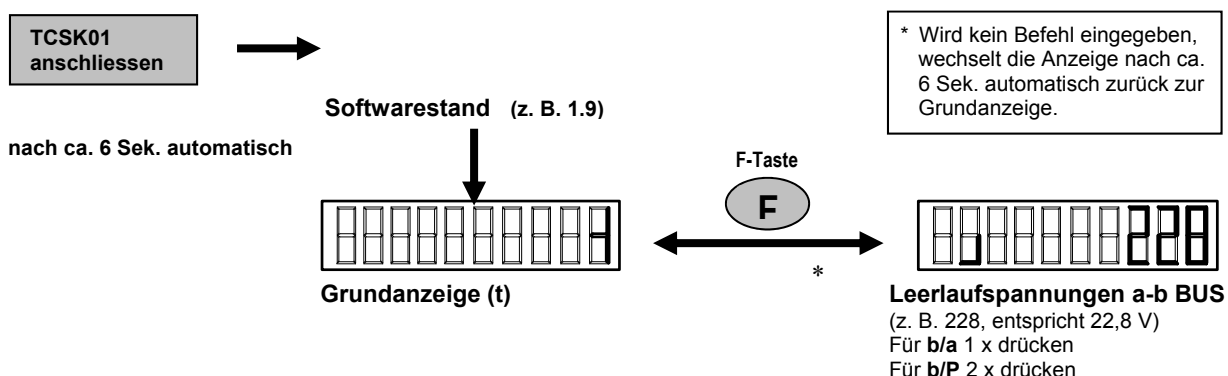 TCSK01
anschliessen
* Wird kein Befehl eingegeben,
wechselt die Anzeige nach ca.
6 Sek. automatisch zurück zur
Grundanzeige.
Softwarestand (z. B. 1.9)
nach ca. 6 Sek. automatisch
F-Taste
F
*
228
Grundanzeige (t)
Leerlaufspannungen a-b BUS
(z. B. 228, entspricht 22,8 V)
Für b/a 1 x drücken
Für b/P 2 x drücken